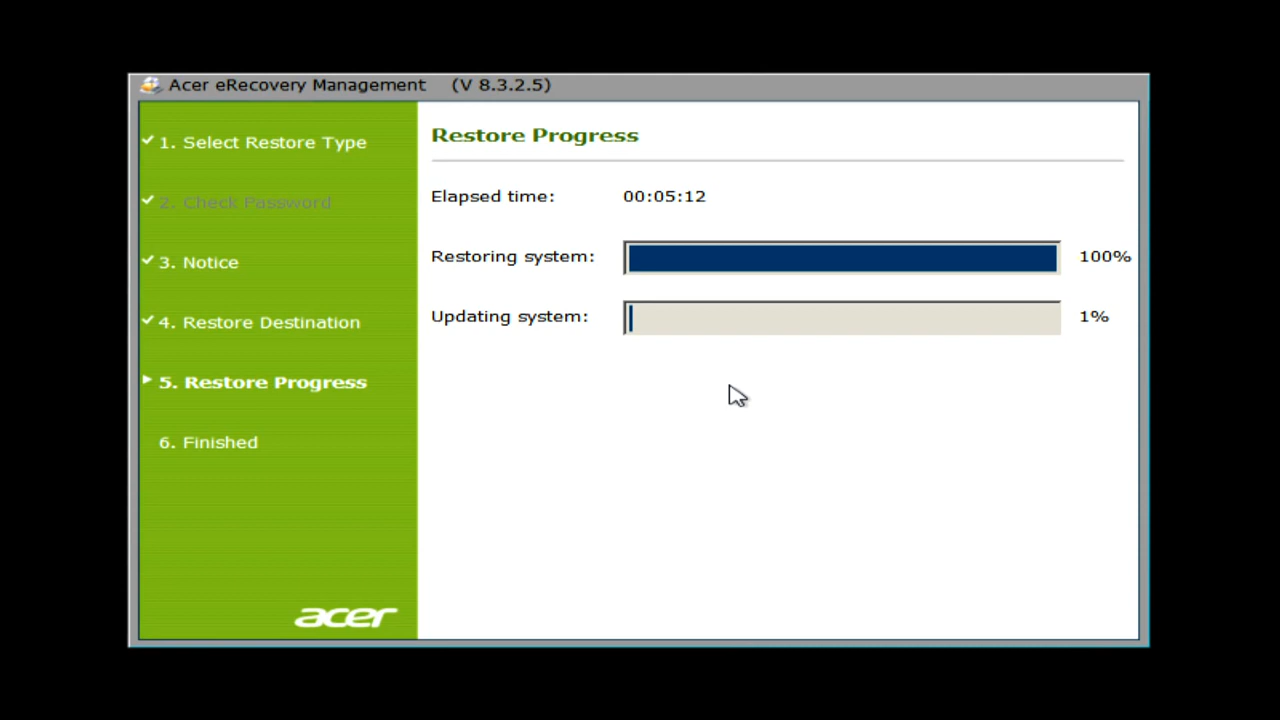 Acer eRecovery Management (V 8.3.2.5)
1. Select Restore Type
2. Check Password
3. Notice
4. Restore Destination
5. Restore Progress
6. Finished
acer
Restore Progress
Elapsed time: 00:05:12
Restoring system: 100%
Updating system: 1%